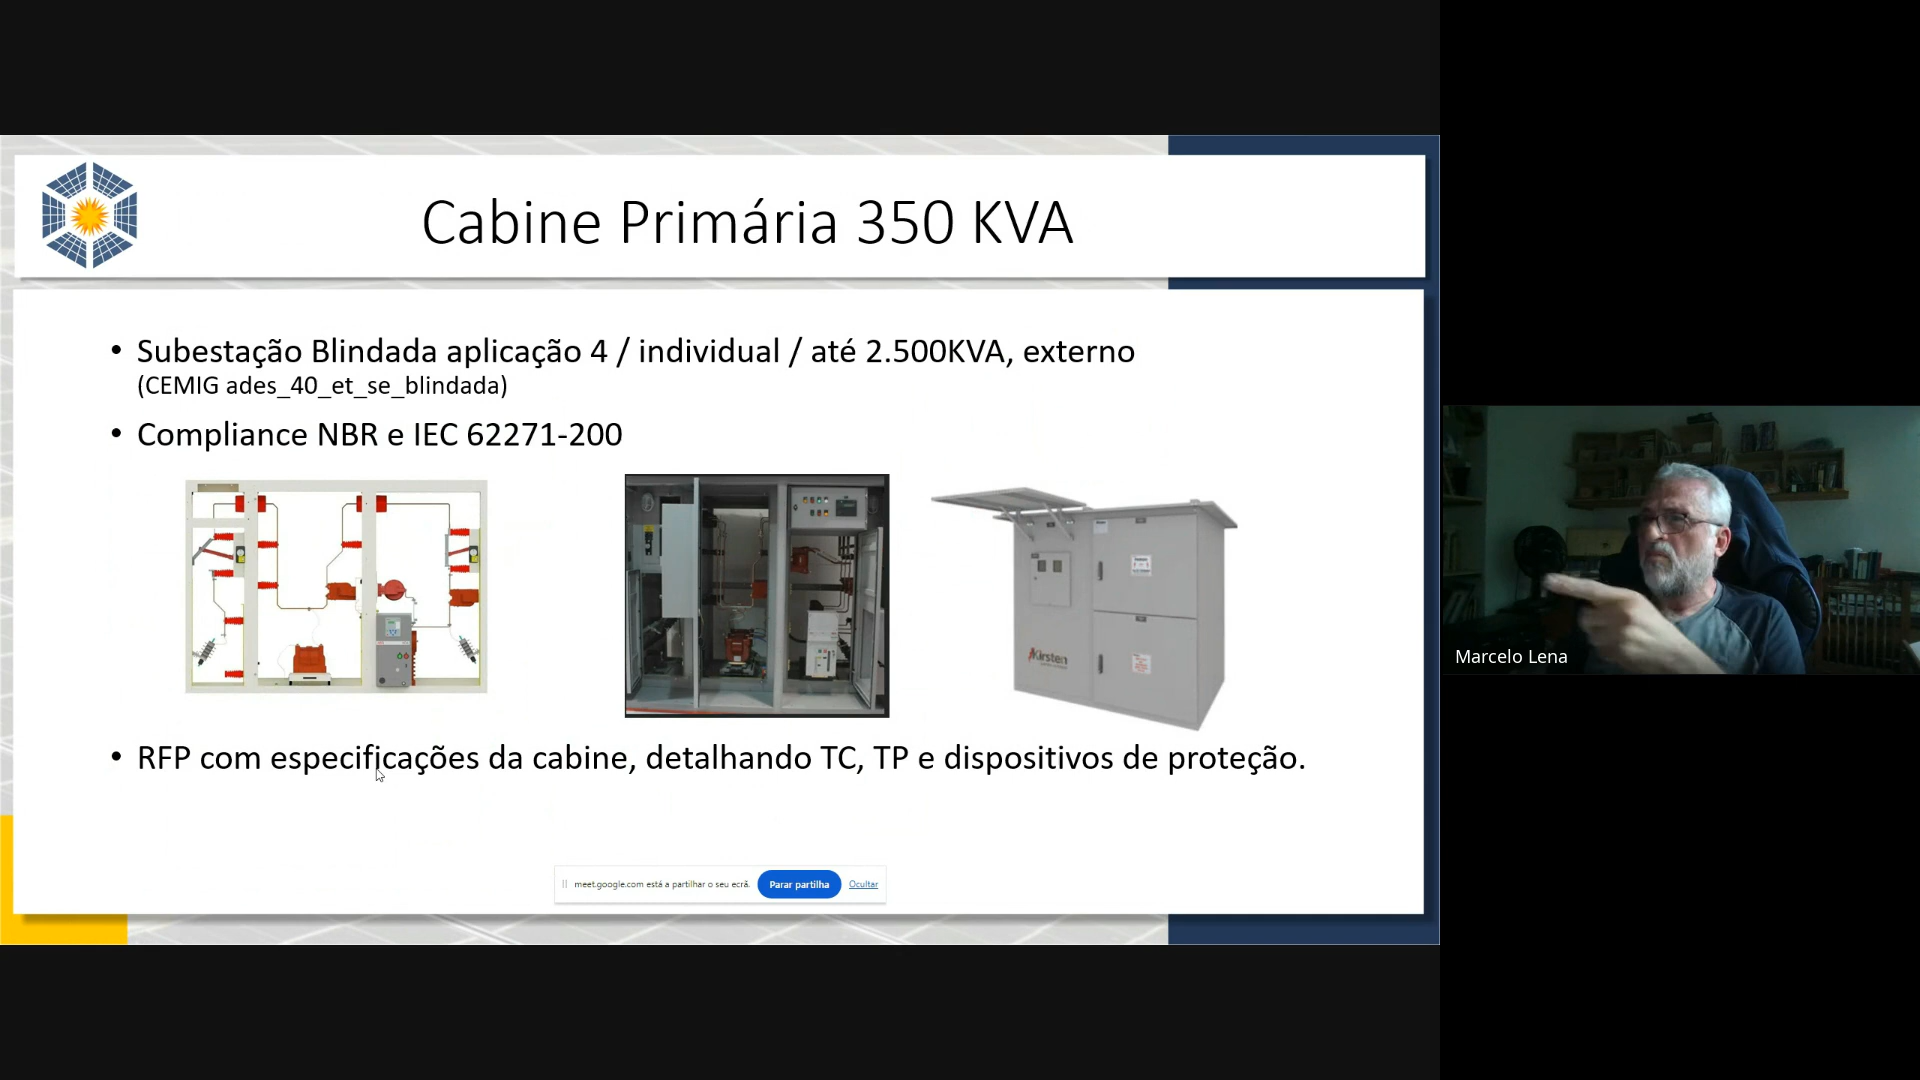 Cabine Primária 350 KVA
• Subestação Blindada aplicação 4 / individual / até 2.500KVA, externo
(CEMIG ades_40_et_se_blindada)
• Compliance NBR e IEC 62271-200
Kirsten
• RFP com especificações da cabine, detalhando TC, TP e dispositivos de proteção.
meet.google.com está a partilhar o seu ecrã. Parar partilha Ocultar
Marcelo Lena